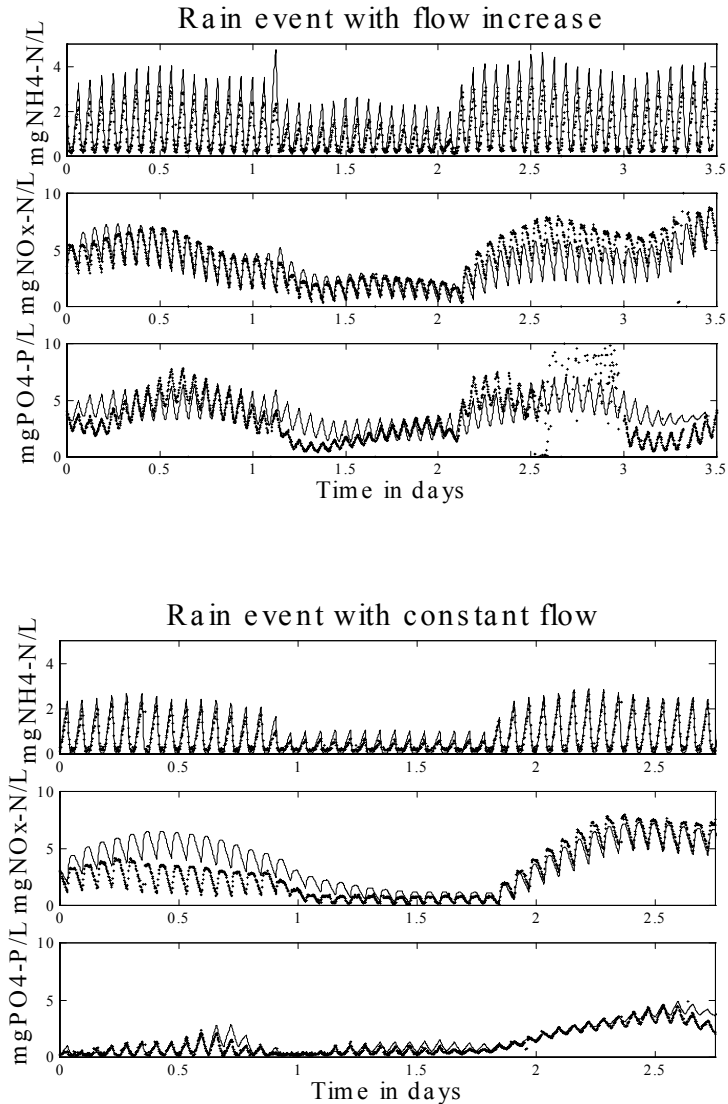 Rain event with flow increase
mgNH4-N/L
4
2
0
0 0.5 1 1.5 2 2.5 3 3.5
mgNOx-N/L
10
5
0
0 0.5 1 1.5 2 2.5 3 3.5
mgPO4-P/L
10
5
0
0 0.5 1 1.5 2 2.5 3 3.5
Time in days
Rain event with constant flow
mgNH4-N/L
4
2
0
0 0.5 1 1.5 2 2.5
mgNOx-N/L
10
5
0
0 0.5 1 1.5 2 2.5
mgPO4-P/L
10
5
0
0 0.5 1 1.5 2 2.5
Time in days